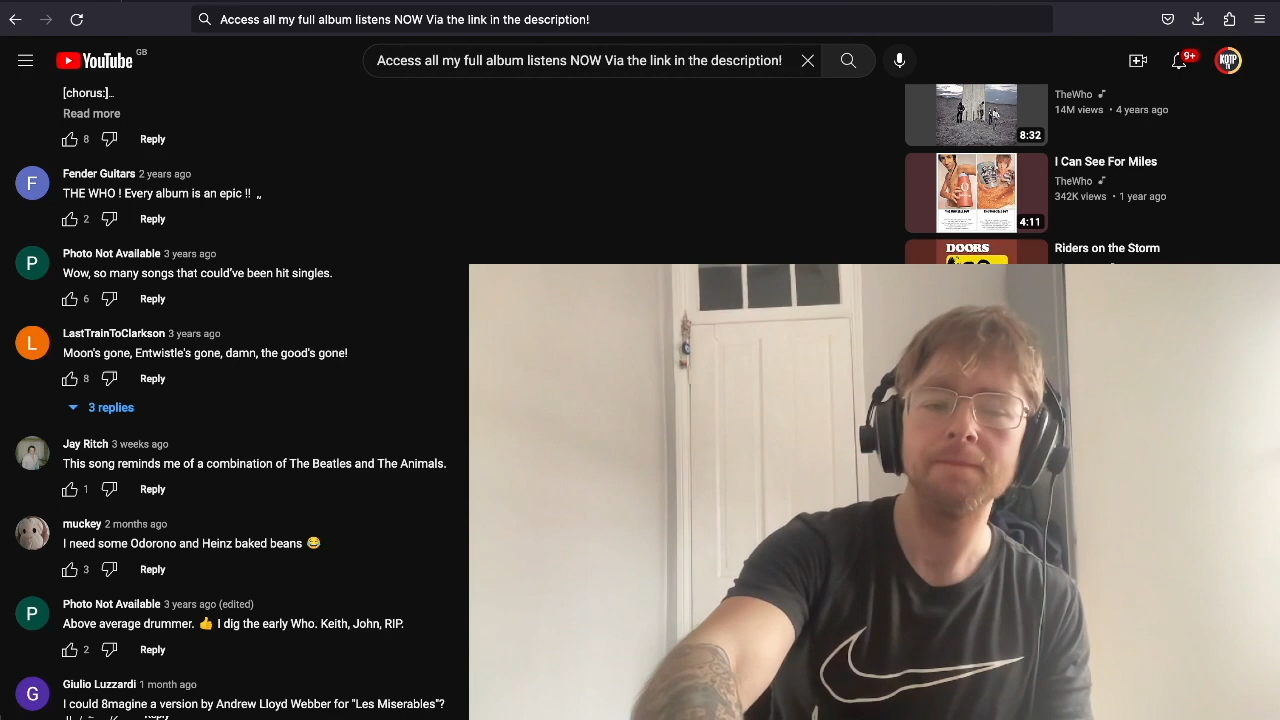 Access all my full album listens NOW Via the link in the description!
YouTube GB
Access all my full album listens NOW Via the link in the description!
9+
KOTP
[chorus:]...
Read more
8 Reply
Fender Guitars 2 years ago
THE WHO ! Every album is an epic !! ,,
2 Reply
Photo Not Available 3 years ago
Wow, so many songs that could've been hit singles.
6 Reply
LastTrainToClarkson 3 years ago
Moon's gone, Entwistle's gone, damn, the good's gone!
8 Reply
3 replies
Jay Ritch 3 weeks ago
This song reminds me of a combination of The Beatles and The Animals.
1 Reply
muckey 2 months ago
I need some Odorono and Heinz baked beans 😂
3 Reply
Photo Not Available 3 years ago (edited)
Above average drummer. 👍 I dig the early Who. Keith, John, RIP.
2 Reply
Giulio Luzzardi 1 month ago
I could 8magine a version by Andrew Lloyd Webber for "Les Miserables"?
Reply
F
P
L
P
G
TheWho
14M views • 4 years ago
8:32
I Can See For Miles
TheWho
342K views • 1 year ago
4:11
Riders on the Storm
DOORS